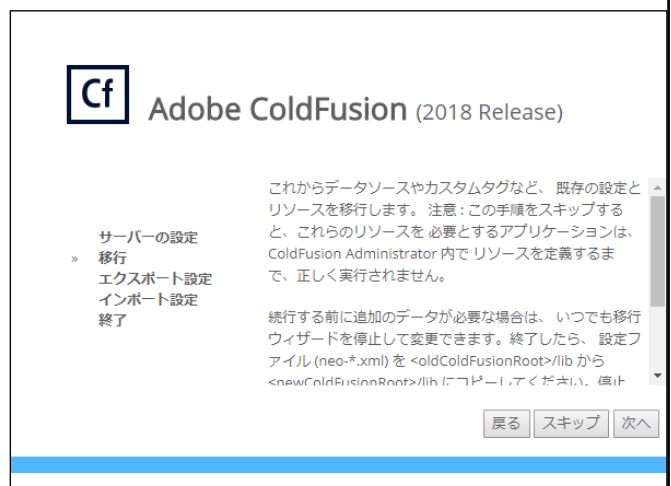 Cf
Adobe ColdFusion (2018 Release)
サーバーの設定
» 移行
エクスポート設定
インポート設定
終了
これからデータソースやカスタムタグなど、 既存の設定と
リソースを移行します。 注意 : この手順をスキップする
と、これらのリソースを 必要とするアプリケーションは、
ColdFusion Administrator 内で リソースを定義するま
で、正しく実行されません。
続行する前に追加のデータが必要な場合は、 いつでも移行
ウィザードを停止して変更できます。終了したら、 設定フ
ァイル (neo-*.xml) を <oldColdFusionRoot>/lib から
<newColdFusionRoot>/lib にコピーしてください。停止
戻る スキップ 次へ